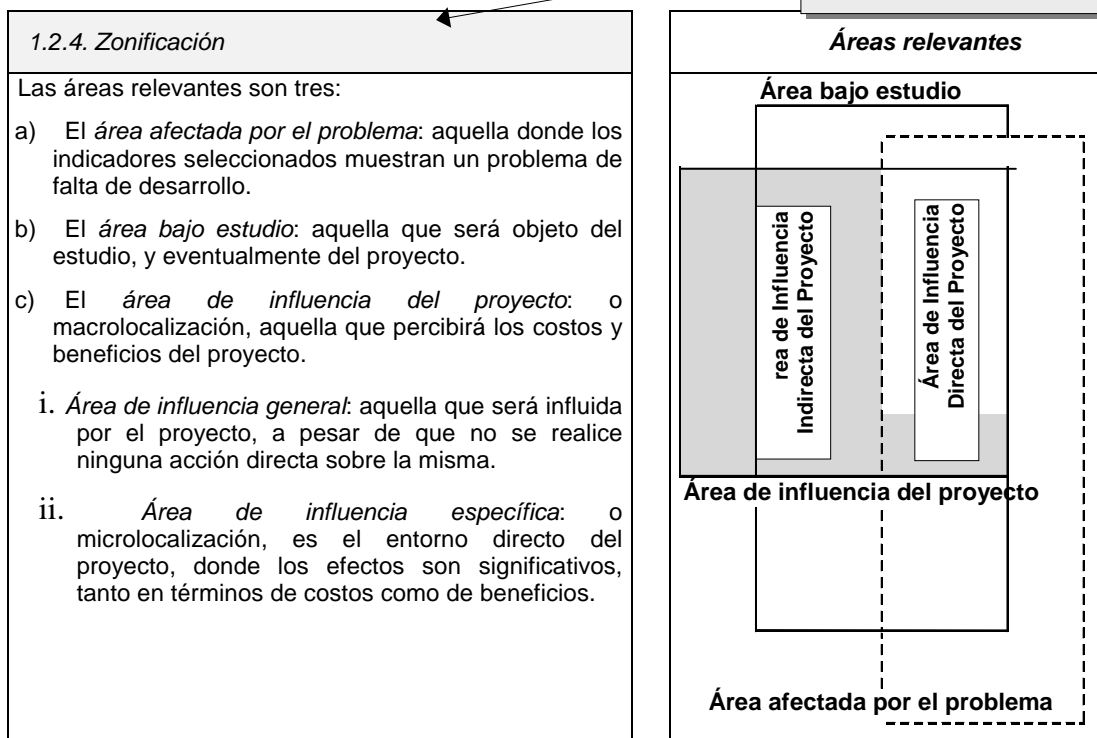 1.2.4. Zonificación
Las áreas relevantes son tres:
a) El área afectada por el problema: aquella donde los
indicadores seleccionados muestran un problema de
falta de desarrollo.
b) El área bajo estudio: aquella que será objeto del
estudio, y eventualmente del proyecto.
c) El área de influencia del proyecto: o
macrolocalización, aquella que percibirá los costos y
beneficios del proyecto.
i. Área de influencia general: aquella que será influida
por el proyecto, a pesar de que no se realice
ninguna acción directa sobre la misma.
ii. Área de influencia específica: o
microlocalización, es el entorno directo del
proyecto, donde los efectos son significativos,
tanto en términos de costos como de beneficios.
Áreas relevantes
Área bajo estudio
rea de Influencia
Indirecta del Proyecto
Área de Influencia
Directa del Proyecto
Área de influencia del proyecto
Área afectada por el problema